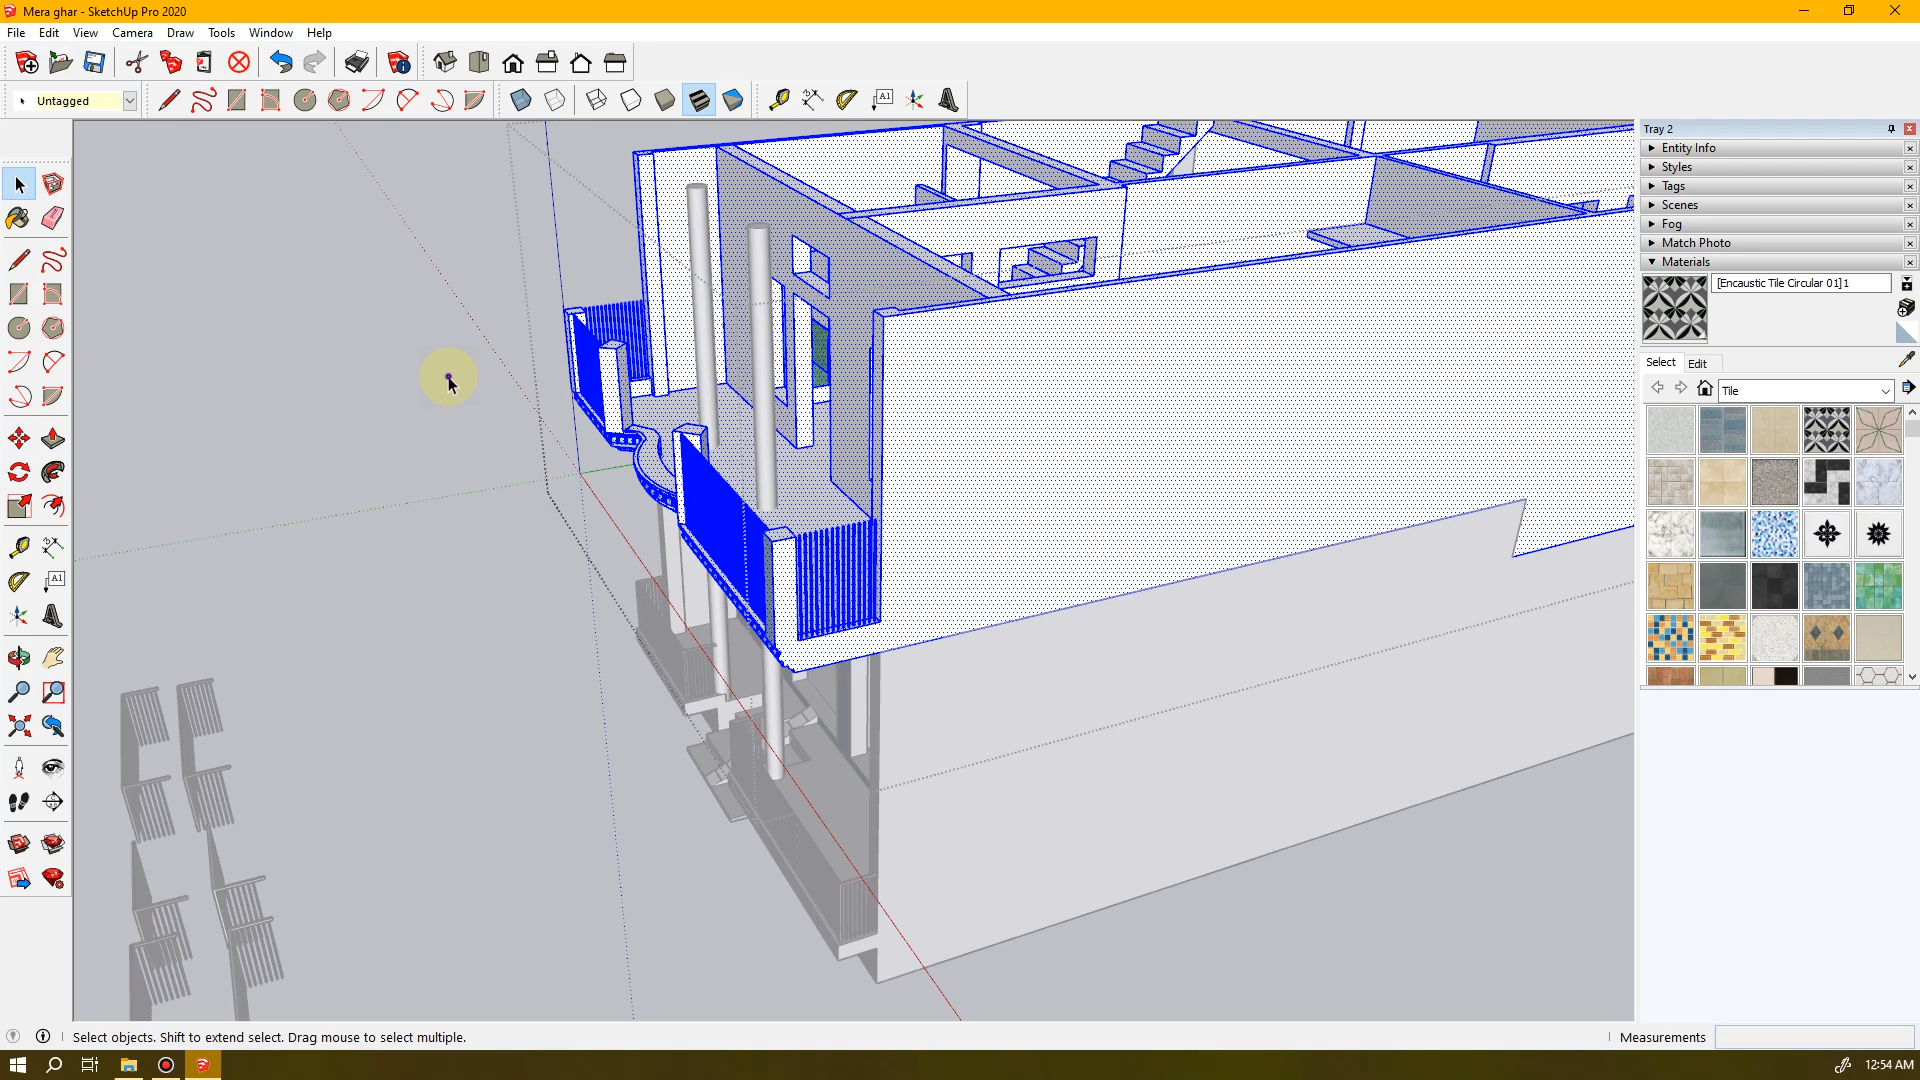 Mera ghar - SketchUp Pro 2020
File Edit View Camera Draw Tools Window Help
Untagged
A1
Tray 2
Entity Info
Styles
Tags
Scenes
Fog
Match Photo
Materials
[Encaustic Tile Circular 01]1
Select Edit
Tile
A1
Select objects. Shift to extend select. Drag mouse to select multiple.
Measurements
12:54 AM